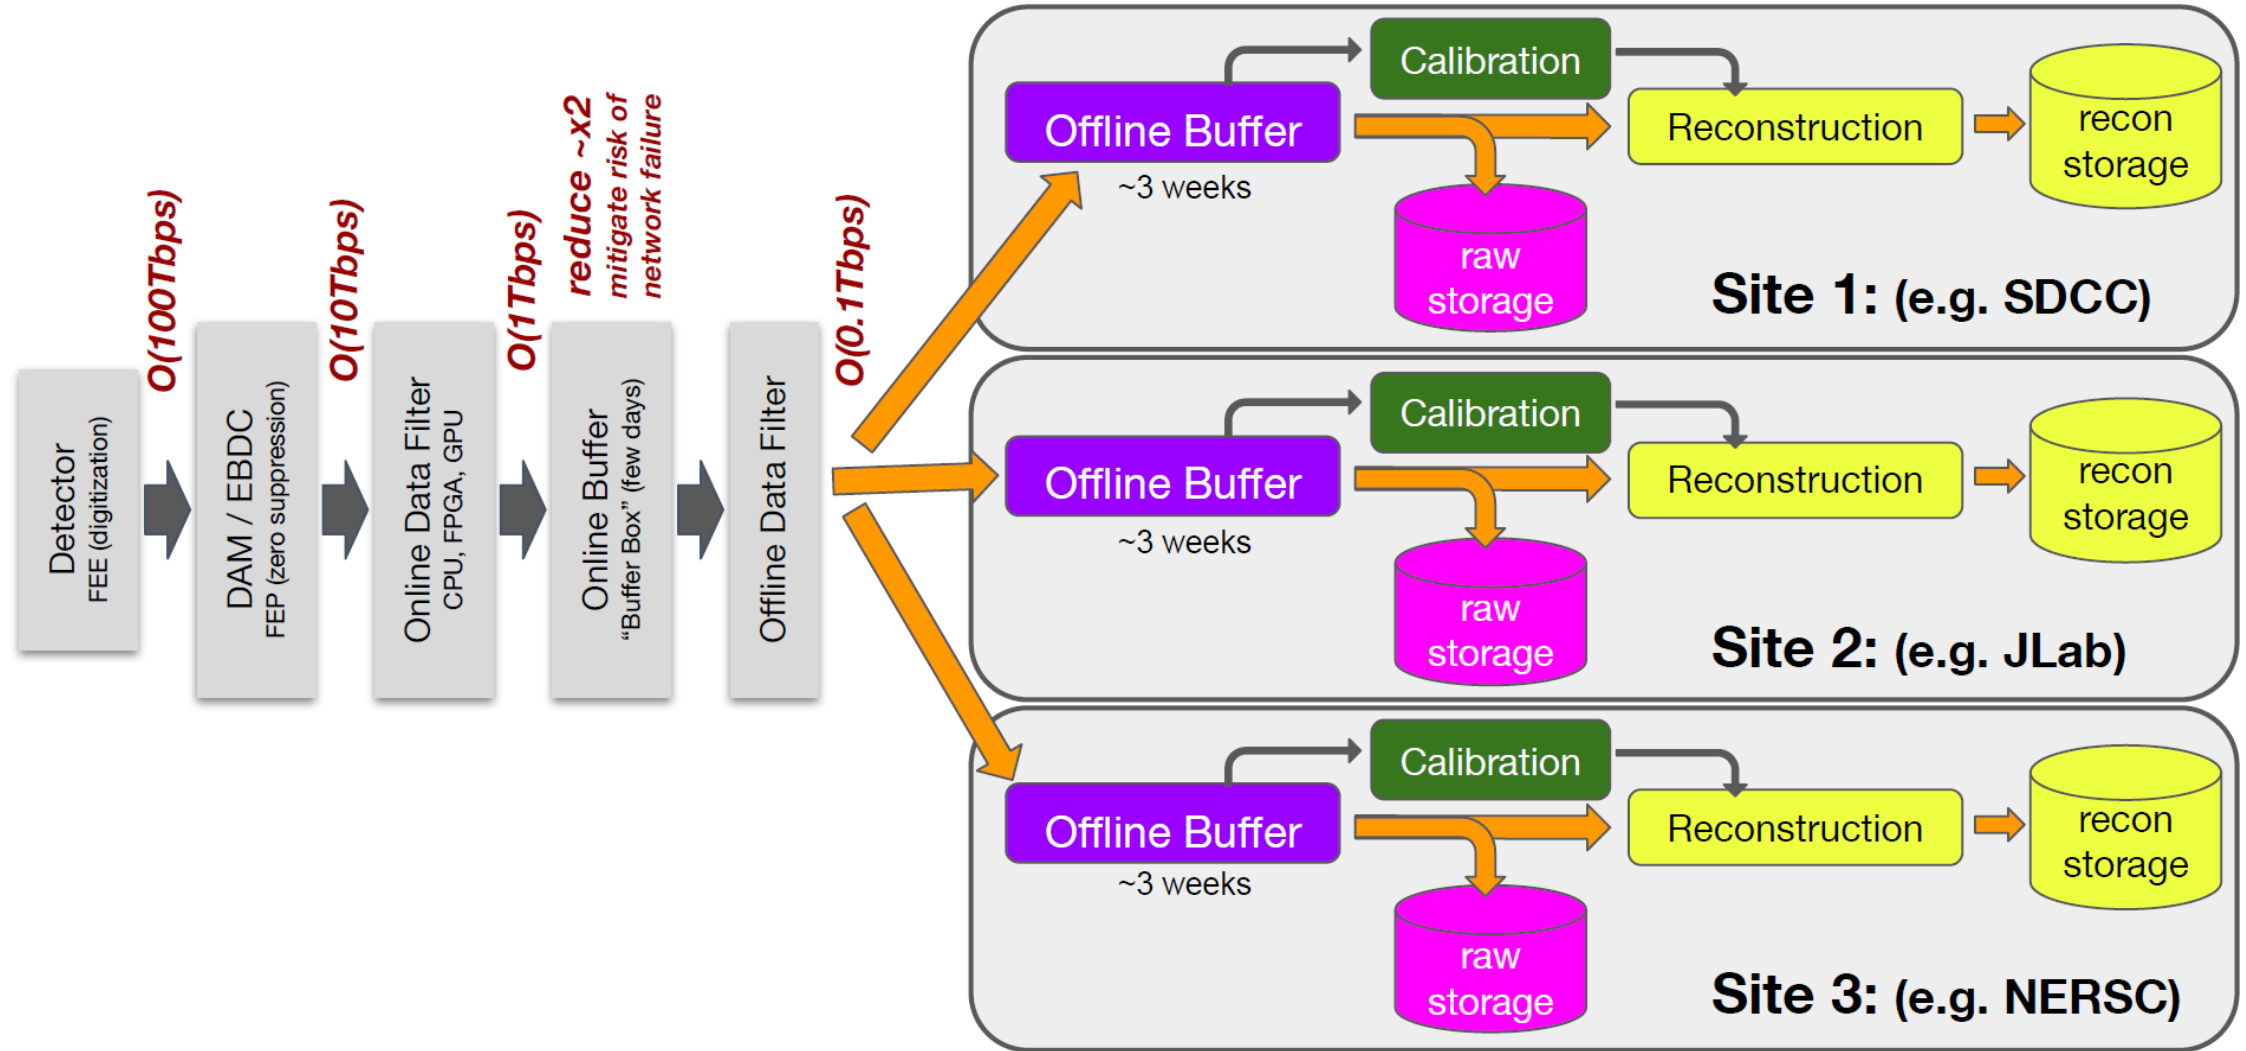 Detector
FEE (digitization)
O(100Tbps)
DAM / EBDC
FEP (zero suppression)
O(10Tbps)
Online Data Filter
CPU, FPGA, GPU
O(1Tbps)
reduce ~x2
mitigate risk of
network failure
Online Buffer
“Buffer Box” (few days)
Offline Data Filter
O(0.1Tbps)
Offline Buffer
~3 weeks
Calibration
Reconstruction
raw
storage
recon
storage
Site 1: (e.g. SDCC)
Offline Buffer
~3 weeks
Calibration
Reconstruction
raw
storage
recon
storage
Site 2: (e.g. JLab)
Offline Buffer
~3 weeks
Calibration
Reconstruction
raw
storage
recon
storage
Site 3: (e.g. NERSC)